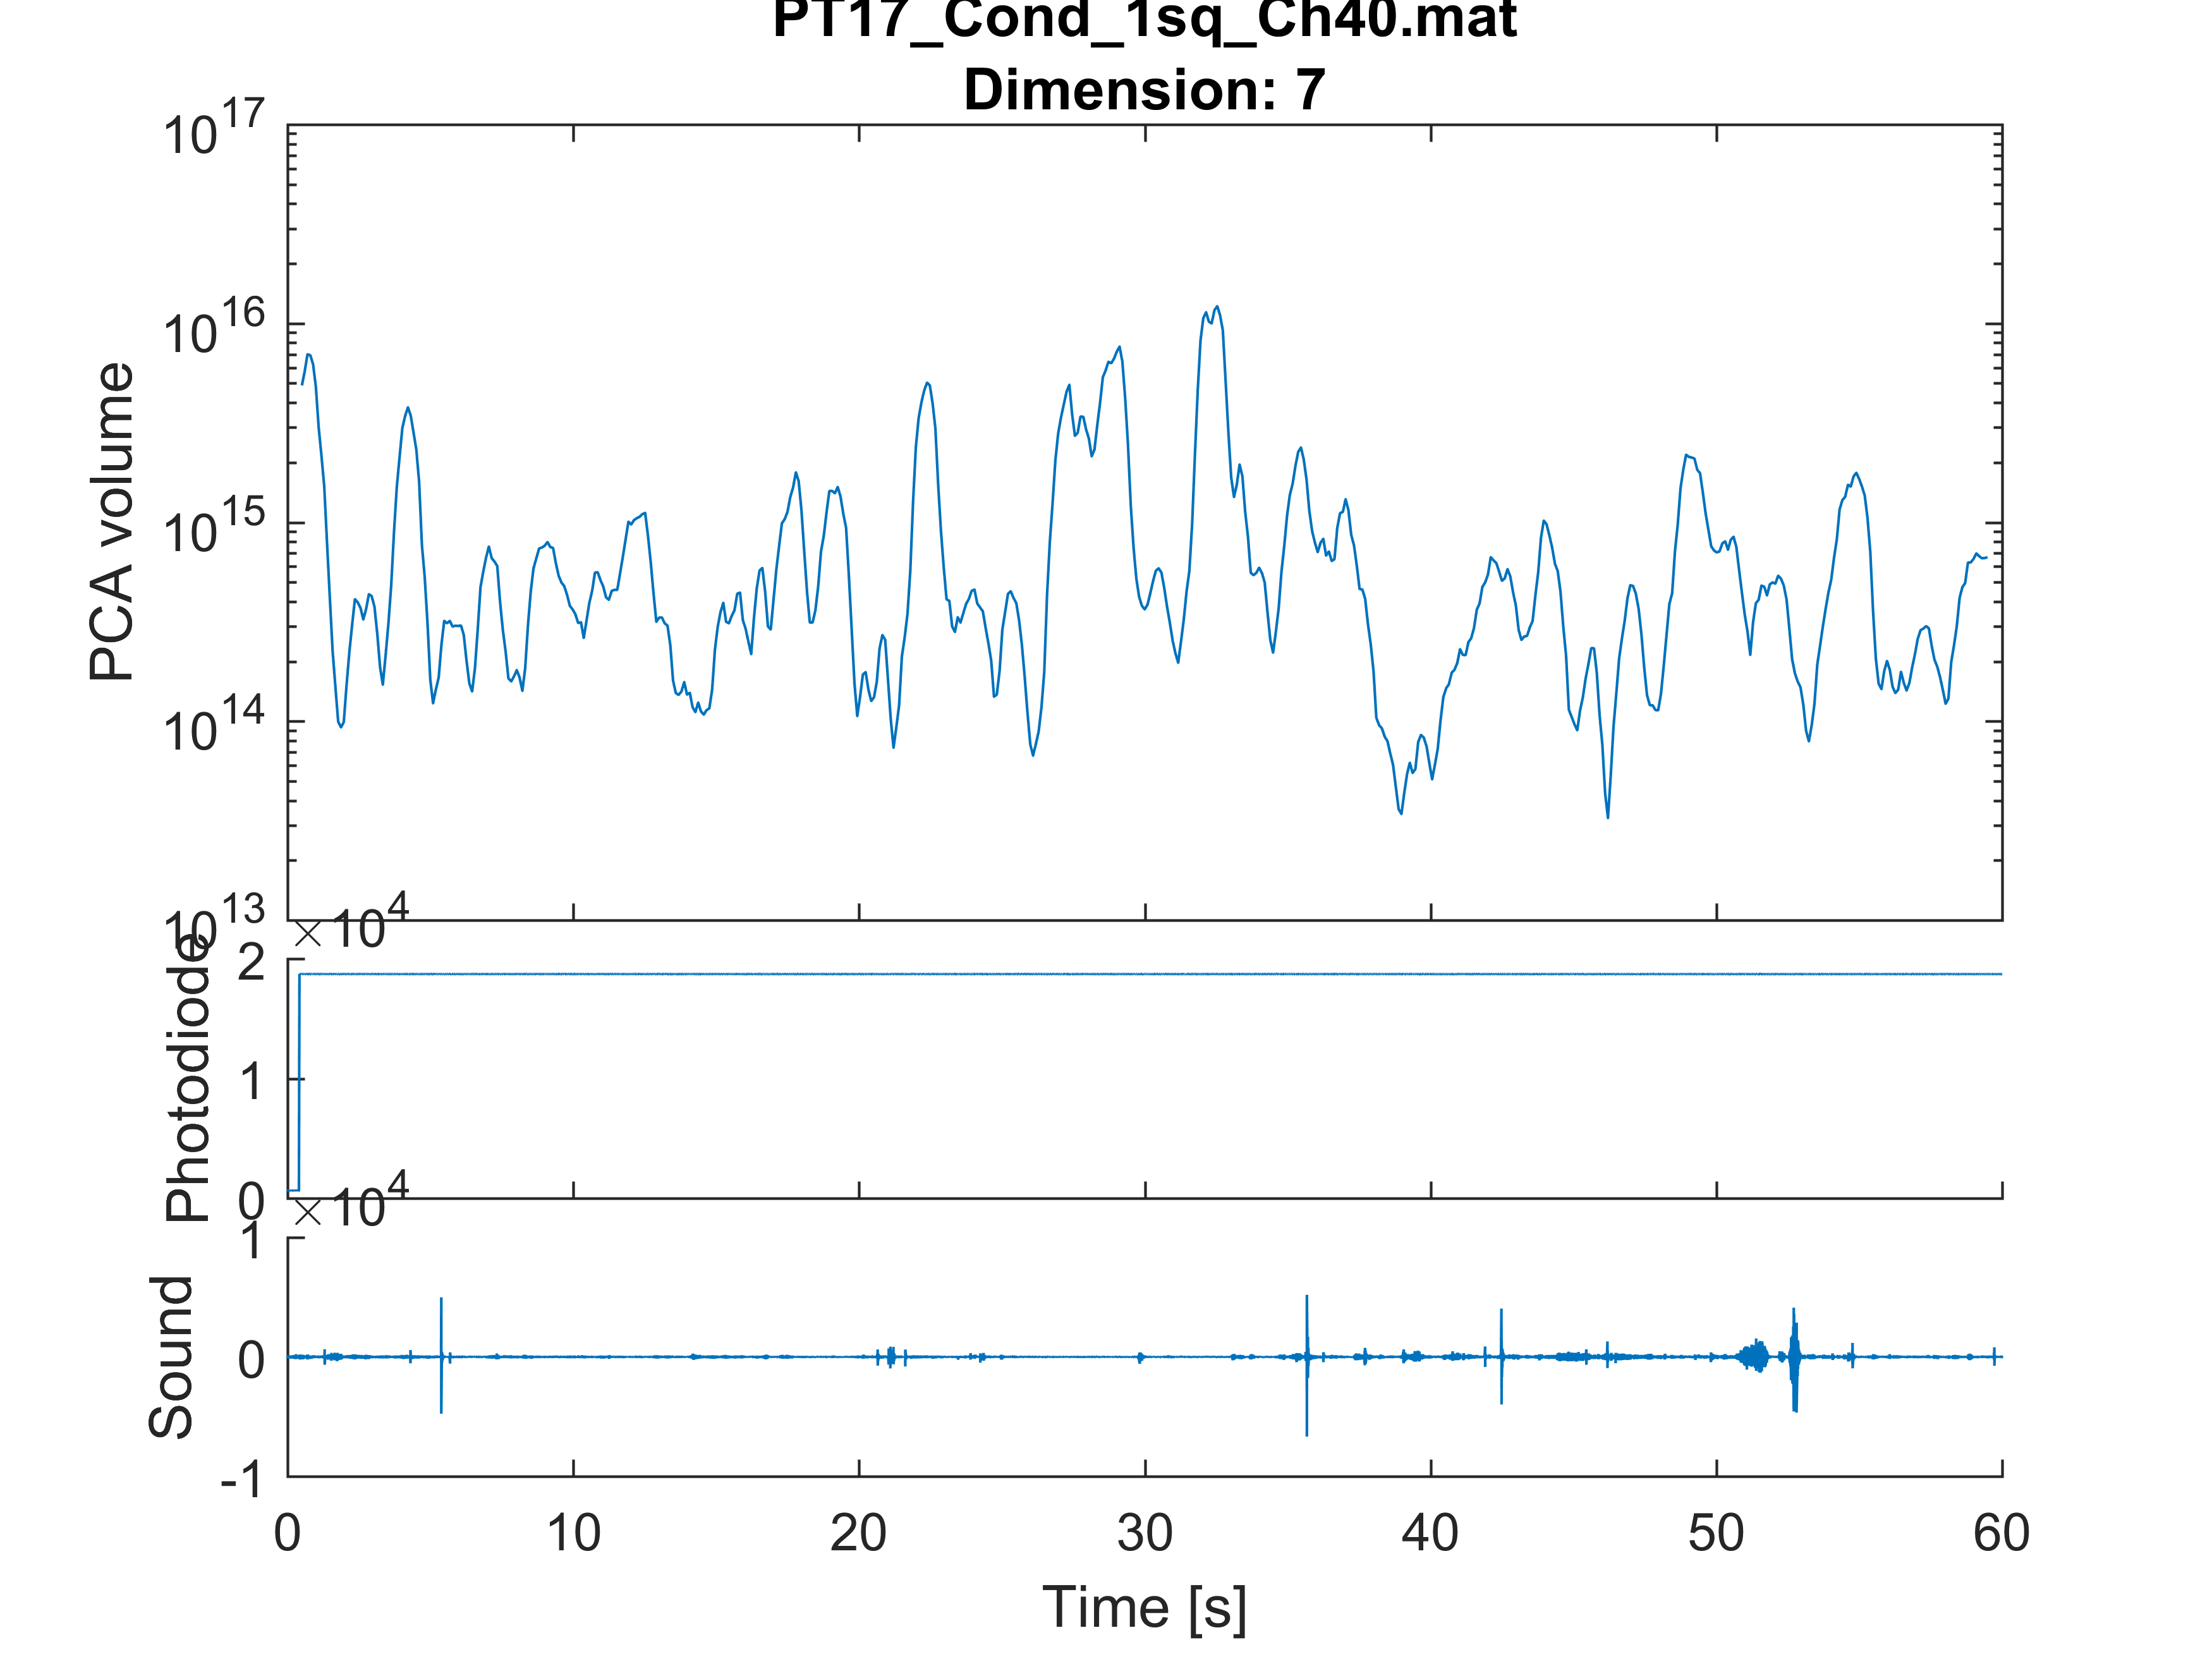 PT17_Cond_1sq_Ch40.mat
Dimension: 7
PCA volume
10^17
10^16
10^15
10^14
10^13
× 10^4
Photodiode
2
1
0
× 10^4
Sound
1
0
-1
0 10 20 30 40 50 60
Time [s]